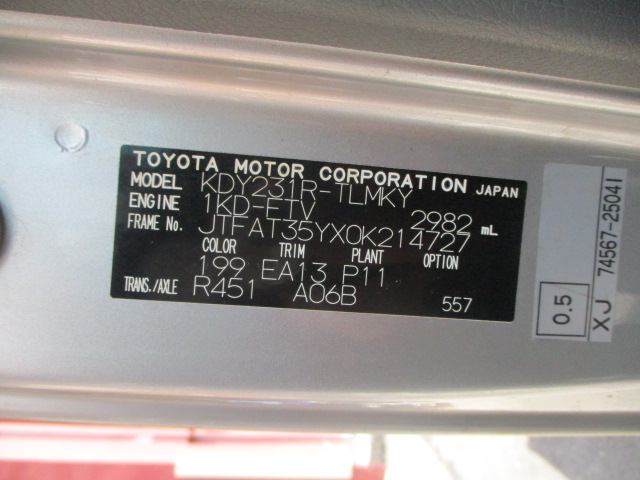 TOYOTA MOTOR CORPORATION JAPAN
MODEL KDY231R-TLMKY
ENGINE 1KD-FTV 2982 mL
FRAME No. JTFAT35YX0K214727
COLOR TRIM PLANT OPTION
199 EA13 P11
TRANS./AXLE R451 A06B 557
0.5
XJ 74567-25041